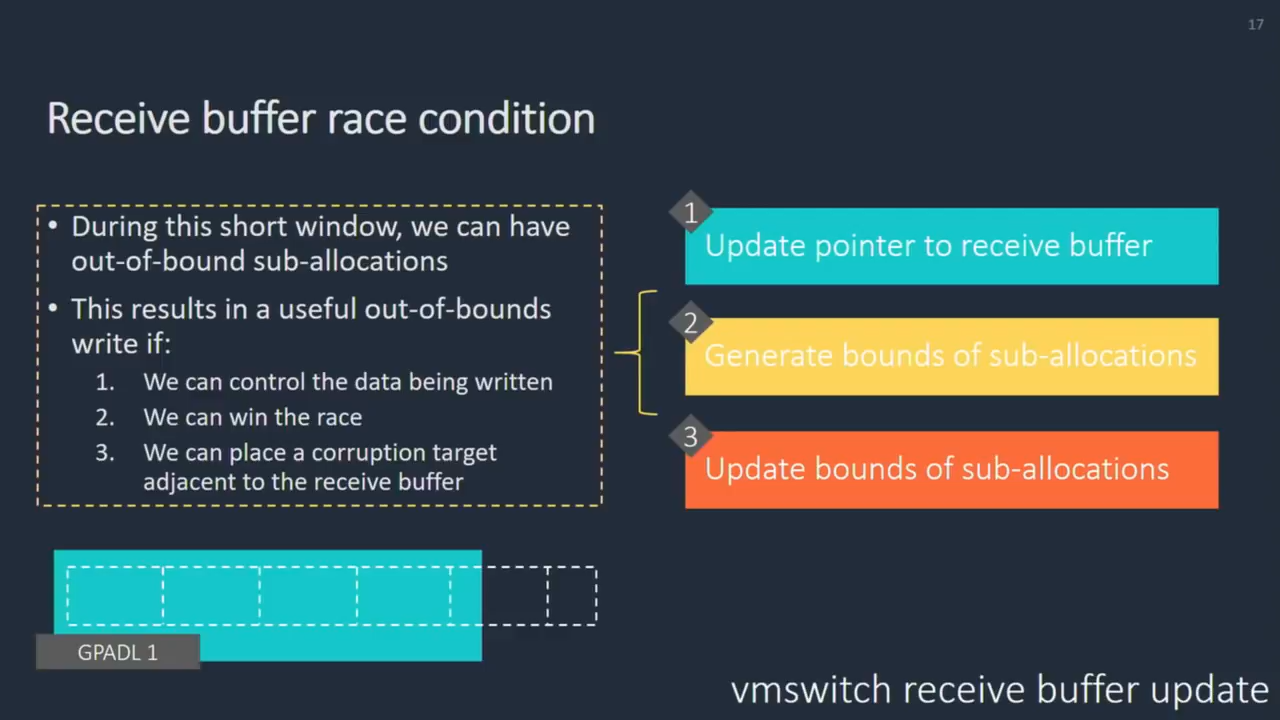 17
Receive buffer race condition
• During this short window, we can have
out-of-bound sub-allocations
• This results in a useful out-of-bounds
write if:
1. We can control the data being written
2. We can win the race
3. We can place a corruption target
adjacent to the receive buffer
1
Update pointer to receive buffer
2
Generate bounds of sub-allocations
3
Update bounds of sub-allocations
GPADL 1
vmswitch receive buffer update